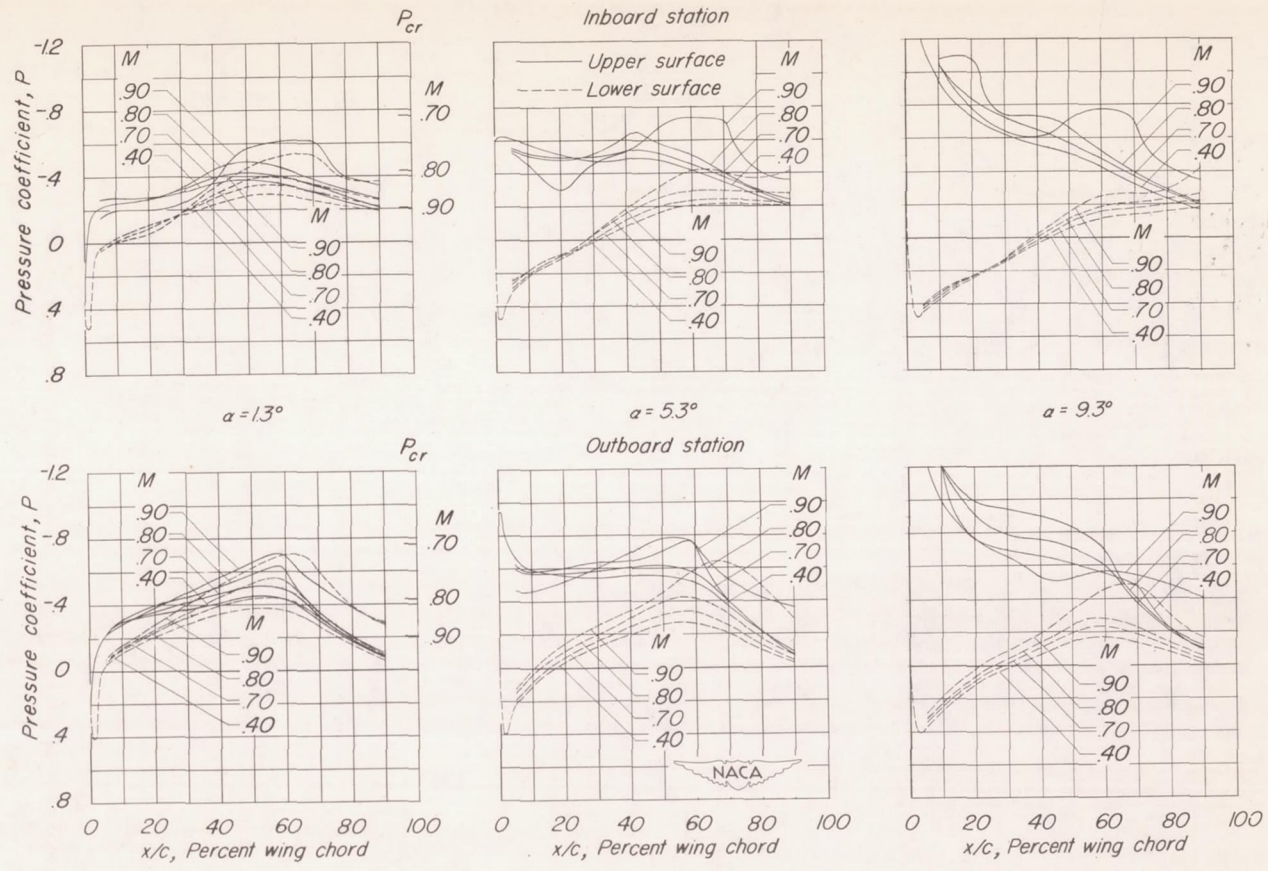 Inboard station
P_cr
-1.2
-.8
-.4
0
.4
.8
Pressure coefficient, P
M
.90
.80
.70
.40
M
.90
.80
.70
.40
M
.70
.80
.90
Upper surface
Lower surface
M
.90
.80
.70
.40
M
.90
.80
.70
.40
M
.90
.80
.70
.40
M
.90
.80
.70
.40
α = 1.3°
α = 5.3°
α = 9.3°
Outboard station
P_cr
-1.2
-.8
-.4
0
.4
.8
Pressure coefficient, P
M
.90
.80
.70
.40
M
.90
.80
.70
.40
M
.70
.80
.90
M
.90
.80
.70
.40
M
.90
.80
.70
.40
NACA
M
.90
.80
.70
.40
M
.90
.80
.70
.40
0 20 40 60 80 100
x/c, Percent wing chord
0 20 40 60 80 100
x/c, Percent wing chord
0 20 40 60 80 100
x/c, Percent wing chord